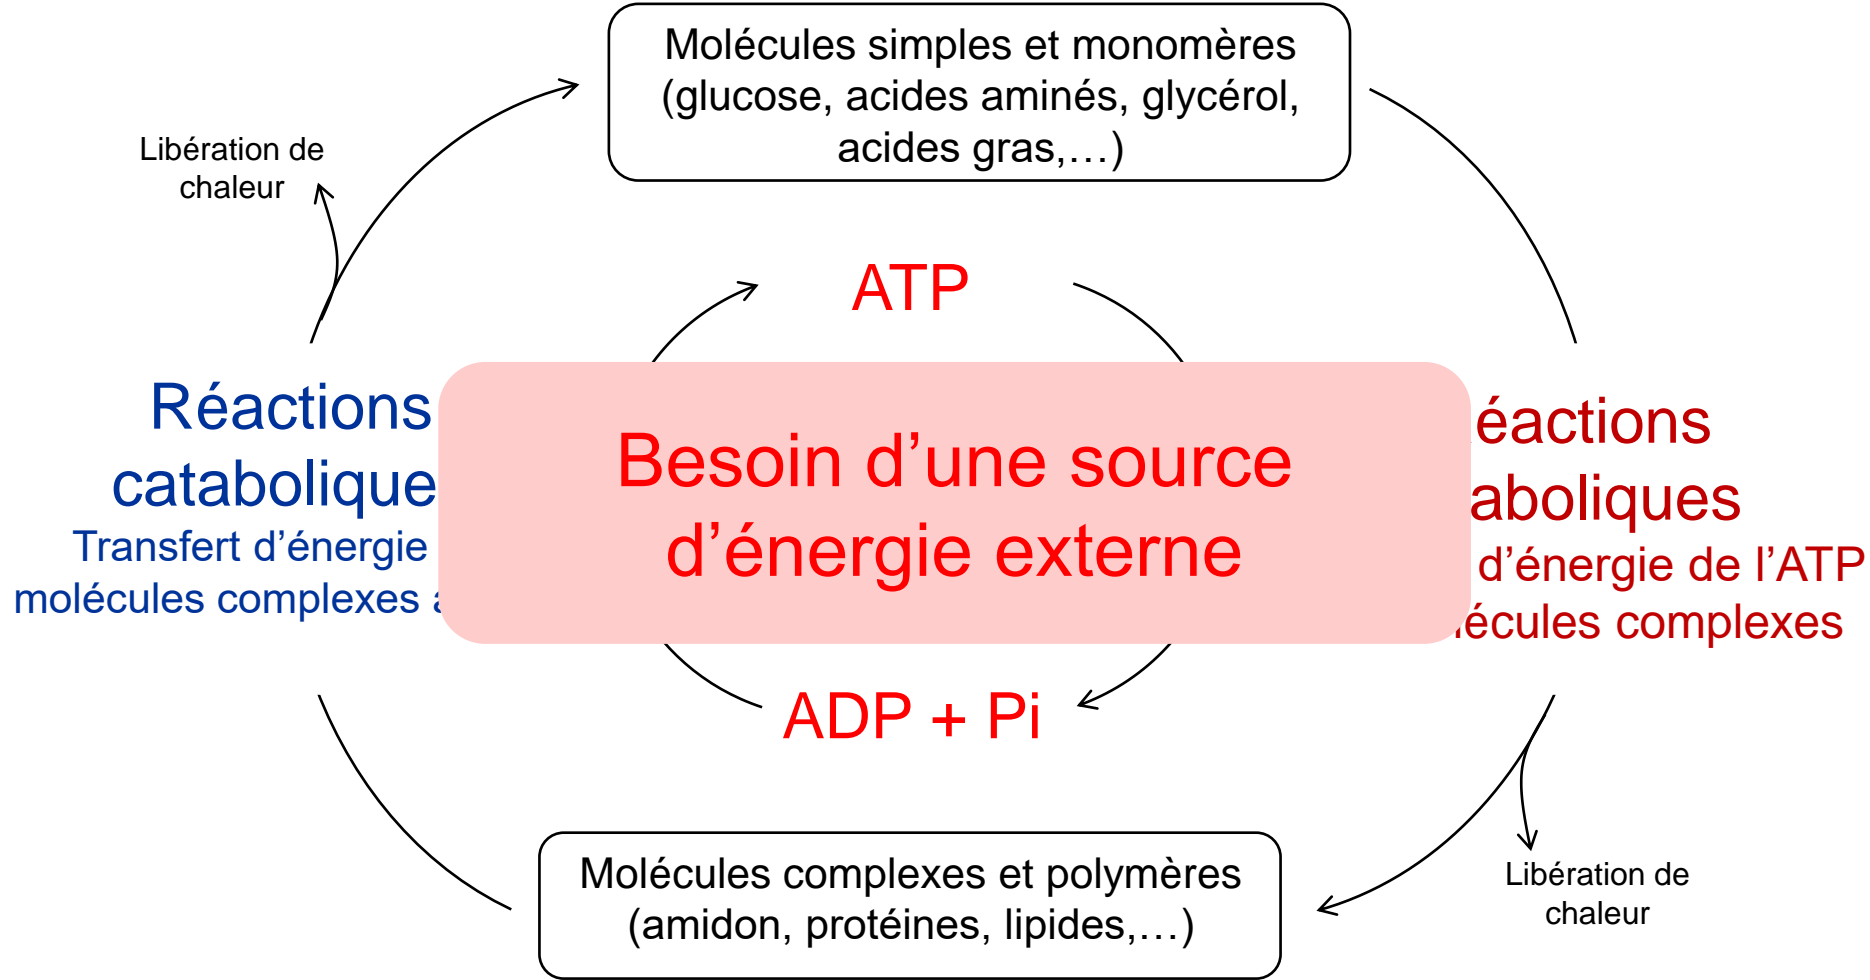 Molécules simples et monomères
(glucose, acides aminés, glycérol,
acides gras,…)
Libération de
chaleur
ATP
Réactions
catabolique
Transfert d’énergie
molécules complexes
Besoin d’une source
d’énergie externe
éactions
aboliques
d’énergie de l’ATP
lécules complexes
ADP + Pi
Molécules complexes et polymères
(amidon, protéines, lipides,…)
Libération de
chaleur